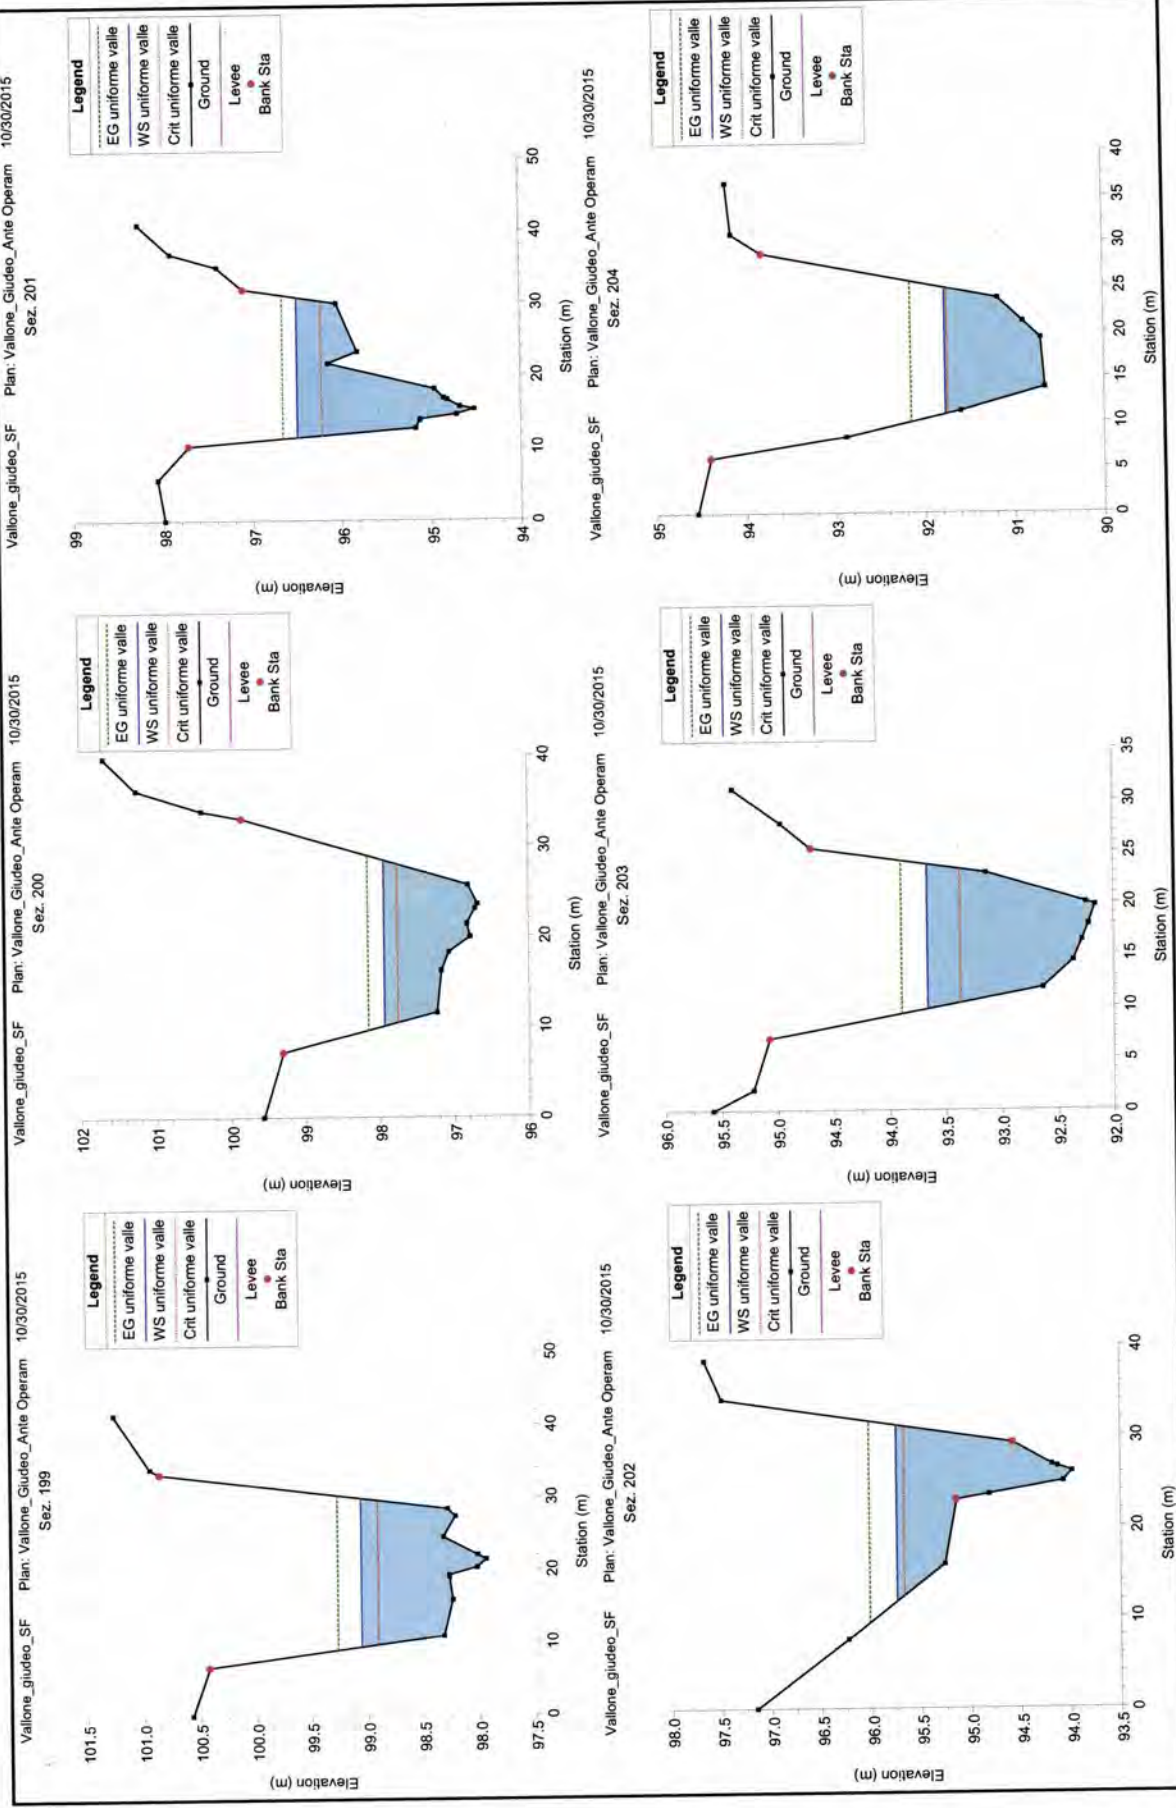 Vallone_giudeo_SF Plan: Vallone_Giudeo_Ante Operam 10/30/2015
Sez. 199
Elevation (m)
101.5
101.0
100.5
100.0
99.5
99.0
98.5
98.0
97.5
0
10
20
30
40
50
Station (m)
Legend
EG uniforme valle
WS uniforme valle
Crit uniforme valle
Ground
Levee
Bank Sta
Vallone_giudeo_SF Plan: Vallone_Giudeo_Ante Operam 10/30/2015
Sez. 200
Elevation (m)
102
101
100
99
98
97
96
0
10
20
30
40
Station (m)
Legend
EG uniforme valle
WS uniforme valle
Crit uniforme valle
Ground
Levee
Bank Sta
Vallone_giudeo_SF Plan: Vallone_Giudeo_Ante Operam 10/30/2015
Sez. 201
Elevation (m)
99
98
97
96
95
94
0
10
20
30
40
50
Station (m)
Legend
EG uniforme valle
WS uniforme valle
Crit uniforme valle
Ground
Levee
Bank Sta
Vallone_giudeo_SF Plan: Vallone_Giudeo_Ante Operam 10/30/2015
Sez. 202
Elevation (m)
98.0
97.5
97.0
96.5
96.0
95.5
95.0
94.5
94.0
93.5
0
10
20
30
40
Station (m)
Legend
EG uniforme valle
WS uniforme valle
Crit uniforme valle
Ground
Levee
Bank Sta
Vallone_giudeo_SF Plan: Vallone_Giudeo_Ante Operam 10/30/2015
Sez. 203
Elevation (m)
96.0
95.5
95.0
94.5
94.0
93.5
93.0
92.5
92.0
0
5
10
15
20
25
30
35
Station (m)
Legend
EG uniforme valle
WS uniforme valle
Crit uniforme valle
Ground
Levee
Bank Sta
Vallone_giudeo_SF Plan: Vallone_Giudeo_Ante Operam 10/30/2015
Sez. 204
Elevation (m)
95
94
93
92
91
90
0
5
10
15
20
25
30
35
40
Station (m)
Legend
EG uniforme valle
WS uniforme valle
Crit uniforme valle
Ground
Levee
Bank Sta